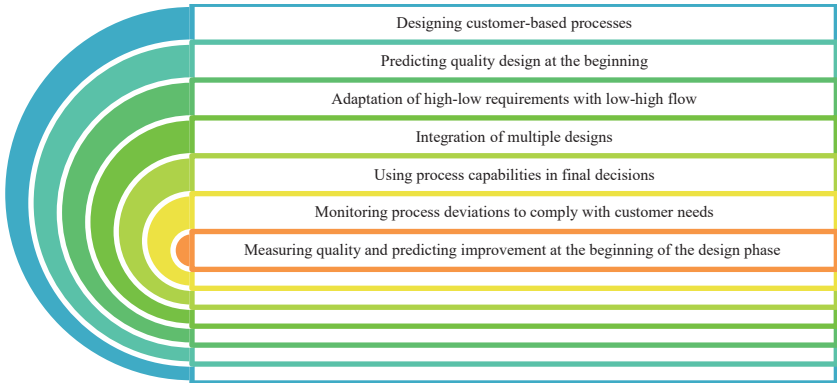 Designing customer-based processes
Predicting quality design at the beginning
Adaptation of high-low requirements with low-high flow
Integration of multiple designs
Using process capabilities in final decisions
Monitoring process deviations to comply with customer needs
Measuring quality and predicting improvement at the beginning of the design phase